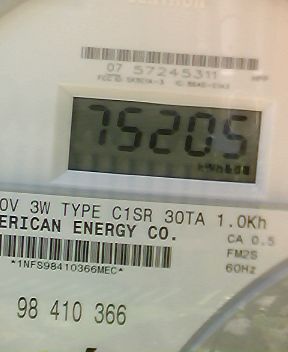 07 57245311
75205
0V 3W TYPE C1SR 30TA 1.0Kh
ERICAN ENERGY CO.
CA 0.5
*1NFS98410366MEC*
FM2S
60Hz
98 410 366